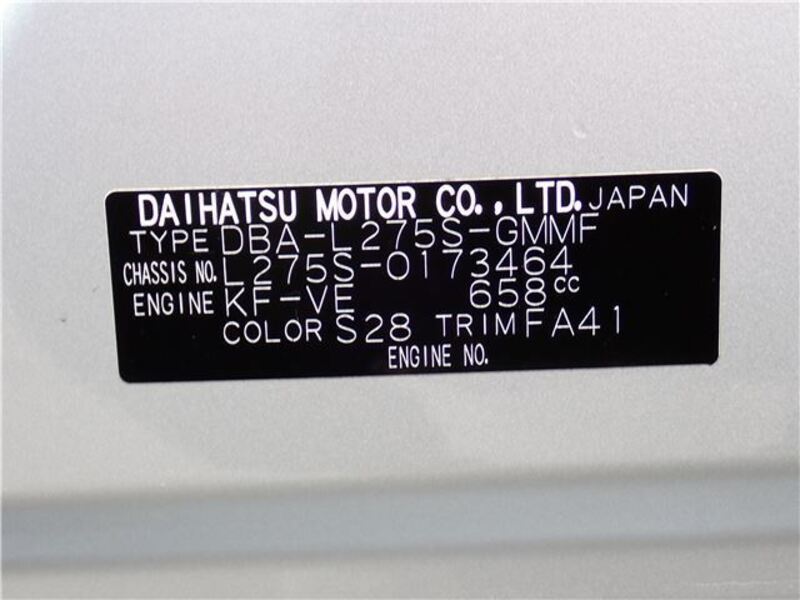 DAIHATSU MOTOR CO., LTD. JAPAN
TYPE DBA-L275S-GMMF
CHASSIS NO. L275S-0173464
ENGINE KF-VE 658cc
COLOR S28 TRIM FA41
ENGINE NO.